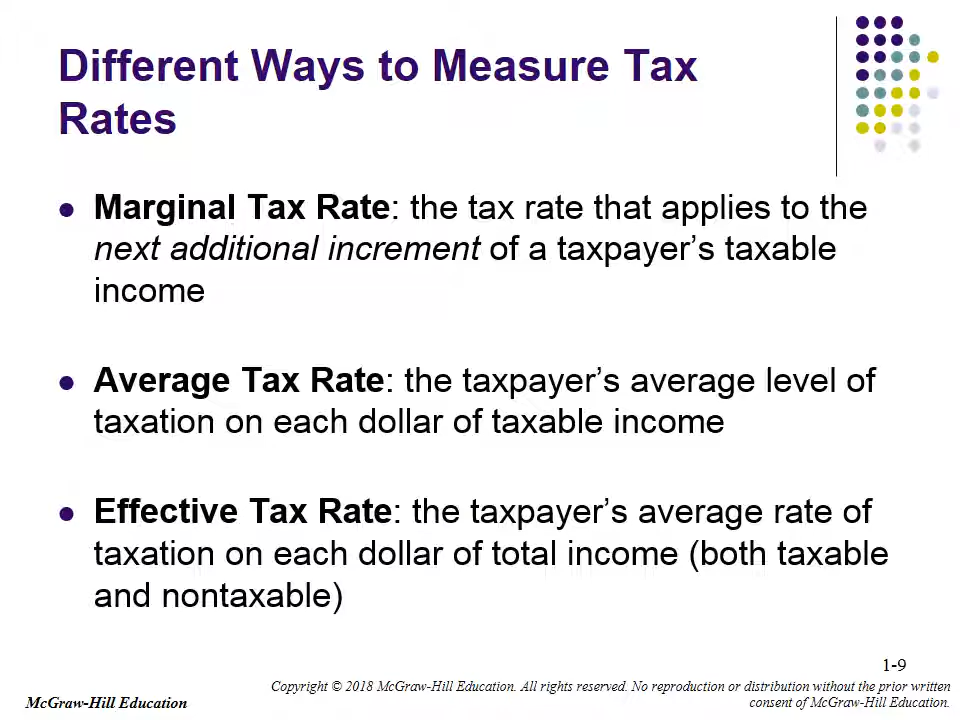 Different Ways to Measure Tax
Rates
● Marginal Tax Rate: the tax rate that applies to the
next additional increment of a taxpayer’s taxable
income
● Average Tax Rate: the taxpayer’s average level of
taxation on each dollar of taxable income
● Effective Tax Rate: the taxpayer’s average rate of
taxation on each dollar of total income (both taxable
and nontaxable)
1-9
Copyright © 2018 McGraw-Hill Education. All rights reserved. No reproduction or distribution without the prior written
consent of McGraw-Hill Education.
McGraw-Hill Education